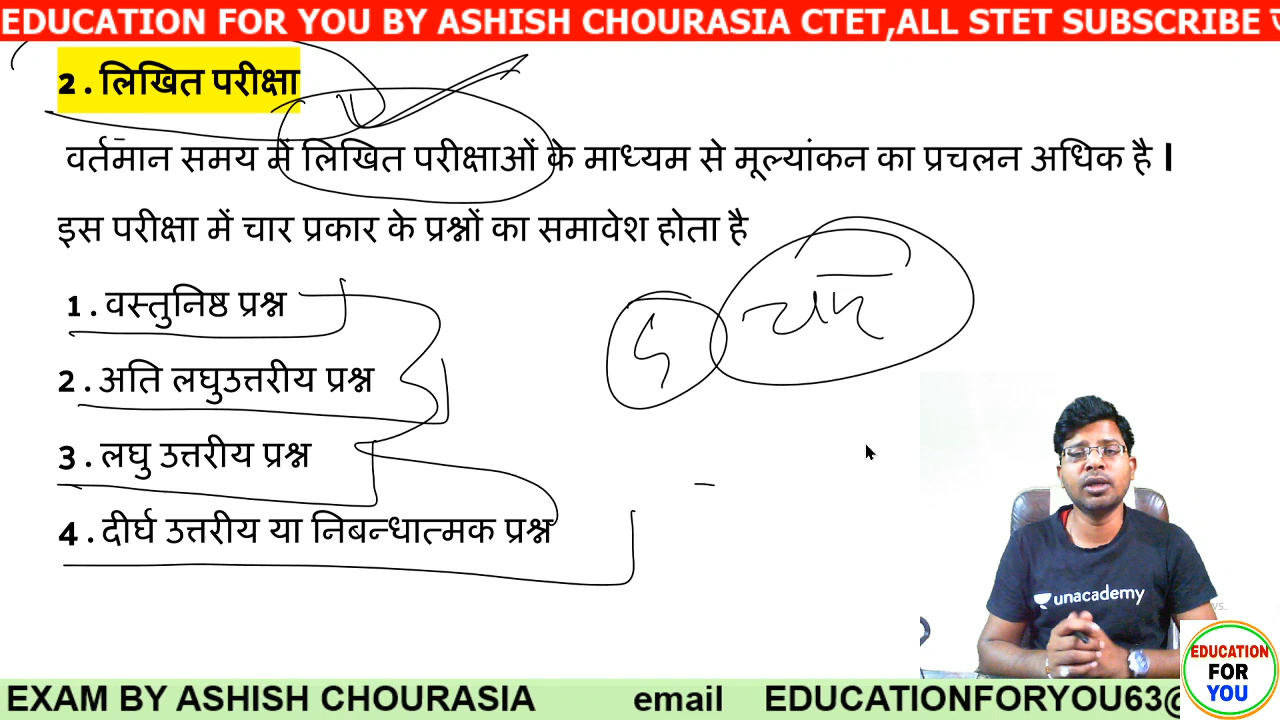 EDUCATION FOR YOU BY ASHISH CHOURASIA CTET,ALL STET SUBSCRIBE
2 . लिखित परीक्षा
वर्तमान समय में लिखित परीक्षाओं के माध्यम से मूल्यांकन का प्रचलन अधिक है l
इस परीक्षा में चार प्रकार के प्रश्नों का समावेश होता है
1 . वस्तुनिष्ठ प्रश्न
2 . अति लघुउत्तरीय प्रश्न
3 . लघु उत्तरीय प्रश्न
4 . दीर्घ उत्तरीय या निबन्धात्मक प्रश्न
unacademy
EDUCATION
FOR
YOU
EXAM BY ASHISH CHOURASIA email EDUCATIONFORYOU63@